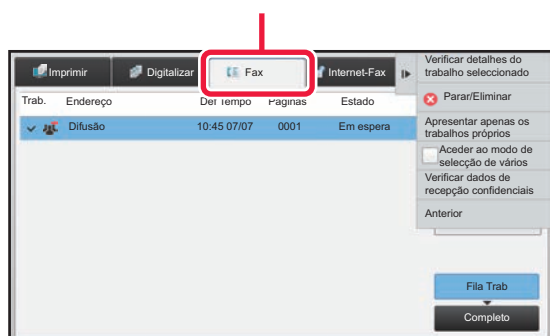 Imprimir
Digitalizar
Fax
Internet-Fax
Trab.
Endereço
Def Tempo
Páginas
Estado
Difusão
10:45 07/07
0001
Em espera
Verificar detalhes do
trabalho seleccionado
Parar/Eliminar
Apresentar apenas os
trabalhos próprios
Aceder ao modo de
selecção de vários
Verificar dados de
recepção confidenciais
Anterior
Fila Trab
Completo